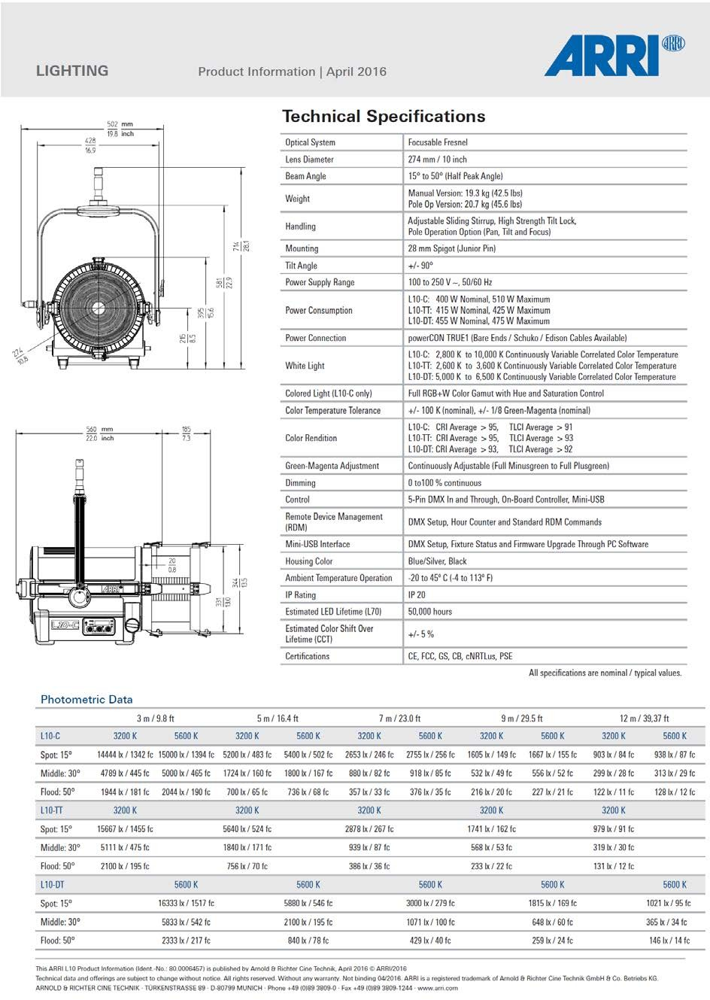 LIGHTING
Product Information | April 2016
ARRI ARRI
502 mm
19.8 inch
428
16.9
714
28.1
581
22.9
395
15.6
215
8.5
274
10.8
560 mm
22.0 inch
185
7.3
20
0.8
331
13.0
344
13.5
ARRI
L10-C
Technical Specifications
Optical System Focusable Fresnel
Lens Diameter 274 mm / 10 inch
Beam Angle 15° to 50° (Half Peak Angle)
Weight Manual Version: 19.3 kg (42.5 lbs)
Pole Op Version: 20.7 kg (45.6 lbs)
Handling Adjustable Sliding Stirrup, High Strength Tilt Lock,
Pole Operation Option (Pan, Tilt and Focus)
Mounting 28 mm Spigot (Junior Pin)
Tilt Angle +/- 90°
Power Supply Range 100 to 250 V ~, 50/60 Hz
Power Consumption L10-C: 400 W Nominal, 510 W Maximum
L10-TT: 415 W Nominal, 425 W Maximum
L10-DT: 455 W Nominal, 475 W Maximum
Power Connection powerCON TRUE1 (Bare Ends / Schuko / Edison Cables Available)
White Light L10-C: 2,800 K to 10,000 K Continuously Variable Correlated Color Temperature
L10-TT: 2,600 K to 3,600 K Continuously Variable Correlated Color Temperature
L10-DT: 5,000 K to 6,500 K Continuously Variable Correlated Color Temperature
Colored Light (L10-C only) Full RGB+W Color Gamut with Hue and Saturation Control
Color Temperature Tolerance +/- 100 K (nominal), +/- 1/8 Green-Magenta (nominal)
Color Rendition L10-C: CRI Average > 95, TLCI Average > 91
L10-TT: CRI Average > 95, TLCI Average > 93
L10-DT: CRI Average > 93, TLCI Average > 92
Green-Magenta Adjustment Continuously Adjustable (Full Minusgreen to Full Plusgreen)
Dimming 0 to100 % continuous
Control 5-Pin DMX In and Through, On-Board Controller, Mini-USB
Remote Device Management
(RDM) DMX Setup, Hour Counter and Standard RDM Commands
Mini-USB Interface DMX Setup, Fixture Status and Firmware Upgrade Through PC Software
Housing Color Blue/Silver, Black
Ambient Temperature Operation -20 to 45° C (-4 to 113° F)
IP Rating IP 20
Estimated LED Lifetime (L70) 50,000 hours
Estimated Color Shift Over
Lifetime (CCT) +/- 5 %
Certifications CE, FCC, GS, CB, cNRTLus, PSE
All specifications are nominal / typical values.
Photometric Data
3 m / 9.8 ft 5 m / 16.4 ft 7 m / 23.0 ft 9 m / 29.5 ft 12 m / 39,37 ft
L10-C 3200 K 5600 K 3200 K 5600 K 3200 K 5600 K 3200 K 5600 K 3200 K 5600 K
Spot: 15° 14444 lx / 1342 fc 15000 lx / 1394 fc 5200 lx / 483 fc 5400 lx / 502 fc 2653 lx / 246 fc 2755 lx / 256 fc 1605 lx / 149 fc 1667 lx / 155 fc 903 lx / 84 fc 938 lx / 87 fc
Middle: 30° 4789 lx / 445 fc 5000 lx / 465 fc 1724 lx / 160 fc 1800 lx / 167 fc 880 lx / 82 fc 918 lx / 85 fc 532 lx / 49 fc 556 lx / 52 fc 299 lx / 28 fc 313 lx / 29 fc
Flood: 50° 1944 lx / 181 fc 2044 lx / 190 fc 700 lx / 65 fc 736 lx / 68 fc 357 lx / 33 fc 376 lx / 35 fc 216 lx / 20 fc 227 lx / 21 fc 122 lx / 11 fc 128 lx / 12 fc
L10-TT 3200 K 3200 K 3200 K 3200 K 3200 K
Spot: 15° 15667 lx / 1455 fc 5640 lx / 524 fc 2878 lx / 267 fc 1741 lx / 162 fc 979 lx / 91 fc
Middle: 30° 5111 lx / 475 fc 1840 lx / 171 fc 939 lx / 87 fc 568 lx / 53 fc 319 lx / 30 fc
Flood: 50° 2100 lx / 195 fc 756 lx / 70 fc 386 lx / 36 fc 233 lx / 22 fc 131 lx / 12 fc
L10-DT 5600 K 5600 K 5600 K 5600 K 5600 K
Spot: 15° 16333 lx / 1517 fc 5880 lx / 546 fc 3000 lx / 279 fc 1815 lx / 169 fc 1021 lx / 95 fc
Middle: 30° 5833 lx / 542 fc 2100 lx / 195 fc 1071 lx / 100 fc 648 lx / 60 fc 365 lx / 34 fc
Flood: 50° 2333 lx / 217 fc 840 lx / 78 fc 429 lx / 40 fc 259 lx / 24 fc 146 lx / 14 fc
This ARRI L10 Product Information (Ident.-No.: 80.0006457) is published by Arnold & Richter Cine Technik, April 2016 © ARRI/2016
Technical data and offerings are subject to change without notice. All rights reserved. Without any warranty. Not binding 04/2016. ARRI is a registered trademark of Arnold & Richter Cine Technik GmbH & Co. Betriebs KG.
ARNOLD & RICHTER CINE TECHNIK · TÜRKENSTRASSE 89 · D-80799 MUNICH · Phone +49 (0)89 3809-0 · Fax +49 (0)89 3809-1244 · www.arri.com